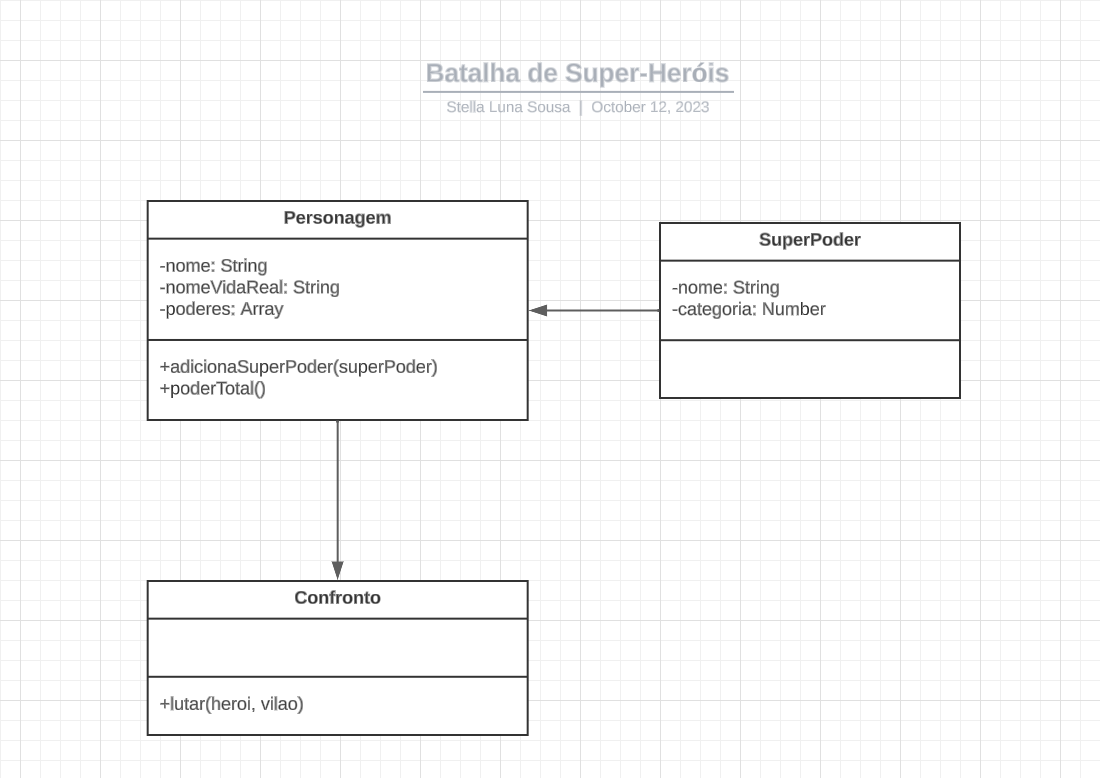 Batalha de Super-Heróis
Stella Luna Sousa | October 12, 2023
Personagem
-nome: String
-nomeVidaReal: String
-poderes: Array
+adicionaSuperPoder(superPoder)
+poderTotal()
SuperPoder
-nome: String
-categoria: Number
Confronto
+lutar(heroi, vilao)